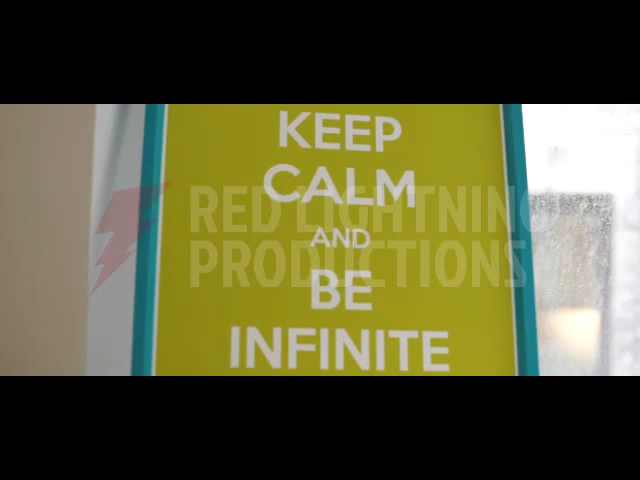 KEEP
CALM
AND
BE
INFINITE
RED LIGHTNING
PRODUCTIONS